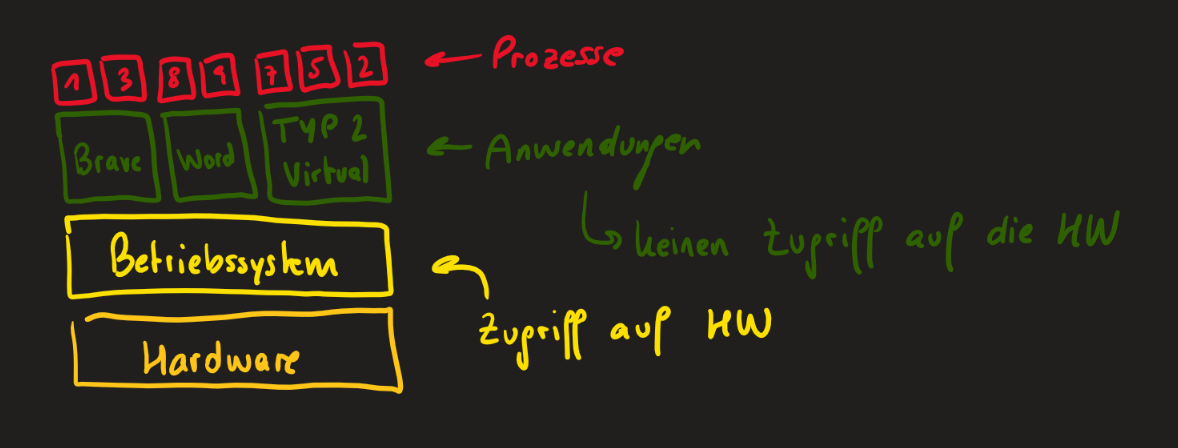 1 3 8 9 7 5 2
← Prozesse
Brave
Word
TYP 2
Virtual
← Anwendungen
↳ keinen Zugriff auf die HW
Betriebssystem
Zugriff auf HW
Hardware